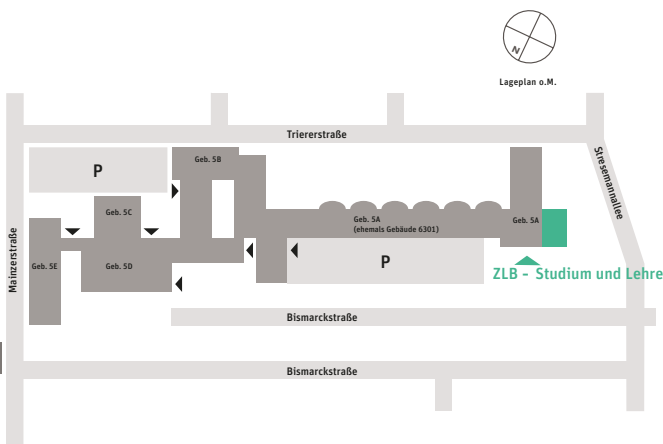 N
Lageplan o.M.
Triererstraße
Stresemannallee
P
Geb. 5B
Geb. 5C
Geb. 5A
(ehemals Gebäude 6301)
Geb. 5A
Mainzerstraße
Geb. 5E
Geb. 5D
P
ZLB - Studium und Lehre
Bismarckstraße
Bismarckstraße